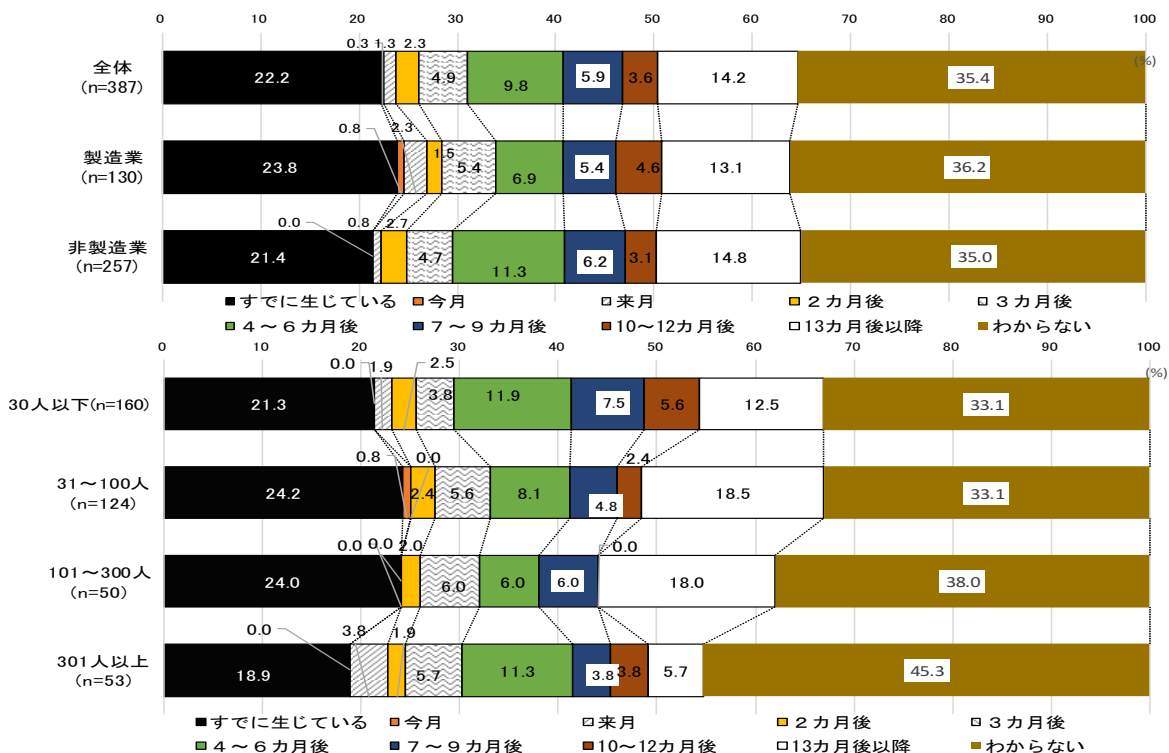 0 10 20 30 40 50 60 70 80 90 100
(%)
0.3 1.3 2.3
全体
(n=387)
22.2 4.9 9.8 5.9 3.6 14.2 35.4
0.8 2.3 1.5
製造業
(n=130)
23.8 5.4 6.9 5.4 4.6 13.1 36.2
0.0 0.8 2.7
非製造業
(n=257)
21.4 4.7 11.3 6.2 3.1 14.8 35.0
すでに生じている 今月 来月 2カ月後 3カ月後
4～6カ月後 7～9カ月後 10～12カ月後 13カ月後以降 わからない
0 10 20 30 40 50 60 70 80 90 100
(%)
0.0 1.9 2.5
30人以下(n=160)
21.3 3.8 11.9 7.5 5.6 12.5 33.1
0.8 0.0 2.4
31～100人
(n=124)
24.2 2.4 5.6 8.1 4.8 18.5 33.1
0.0 0.0 2.0 0.0
101～300人
(n=50)
24.0 6.0 6.0 6.0 18.0 38.0
0.0 3.8 1.9
301人以上
(n=53)
18.9 5.7 11.3 3.8 3.8 5.7 45.3
すでに生じている 今月 来月 2カ月後 3カ月後
4～6カ月後 7～9カ月後 10～12カ月後 13カ月後以降 わからない